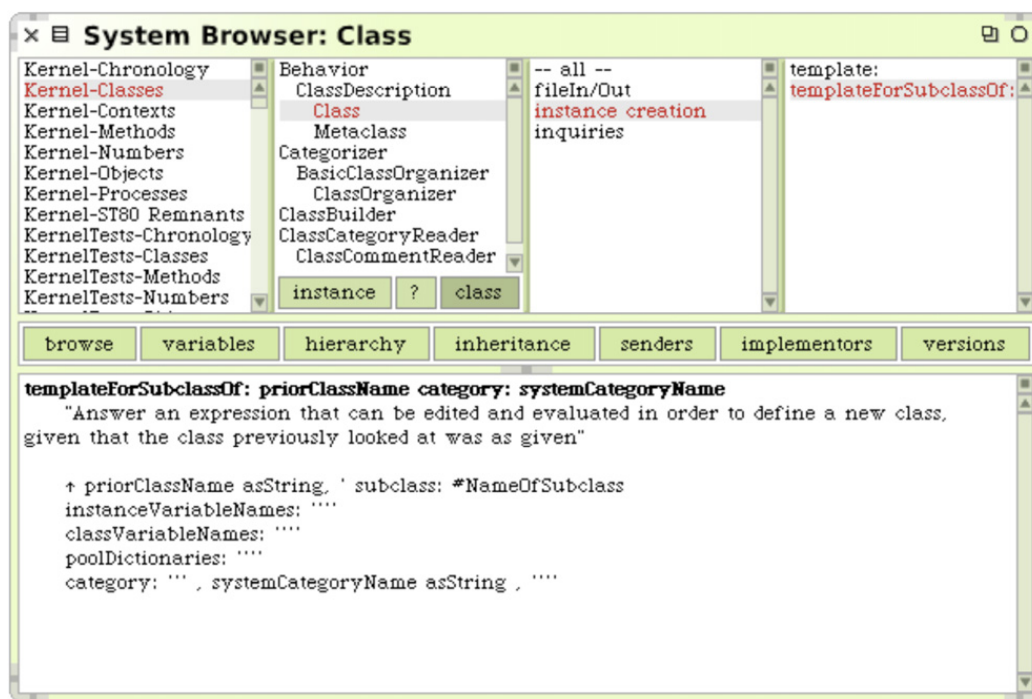 System Browser: Class
Kernel-Chronology
Kernel-Classes
Kernel-Contexts
Kernel-Methods
Kernel-Numbers
Kernel-Objects
Kernel-Processes
Kernel-ST80 Remnants
KernelTests-Chronology
KernelTests-Classes
KernelTests-Methods
KernelTests-Numbers
Behavior
ClassDescription
Class
Metaclass
Categorizer
BasicClassOrganizer
ClassOrganizer
ClassBuilder
ClassCategoryReader
ClassCommentReader
instance ? class
-- all --
fileIn/Out
instance creation
inquiries
template:
templateForSubclassOf:
browse variables hierarchy inheritance senders implementors versions
templateForSubclassOf: priorClassName category: systemCategoryName
"Answer an expression that can be edited and evaluated in order to define a new class,
given that the class previously looked at was as given"
↑ priorClassName asString, ' subclass: #NameOfSubclass
instanceVariableNames: ''''
classVariableNames: ''''
poolDictionaries: ''''
category: ''' , systemCategoryName asString , ''''